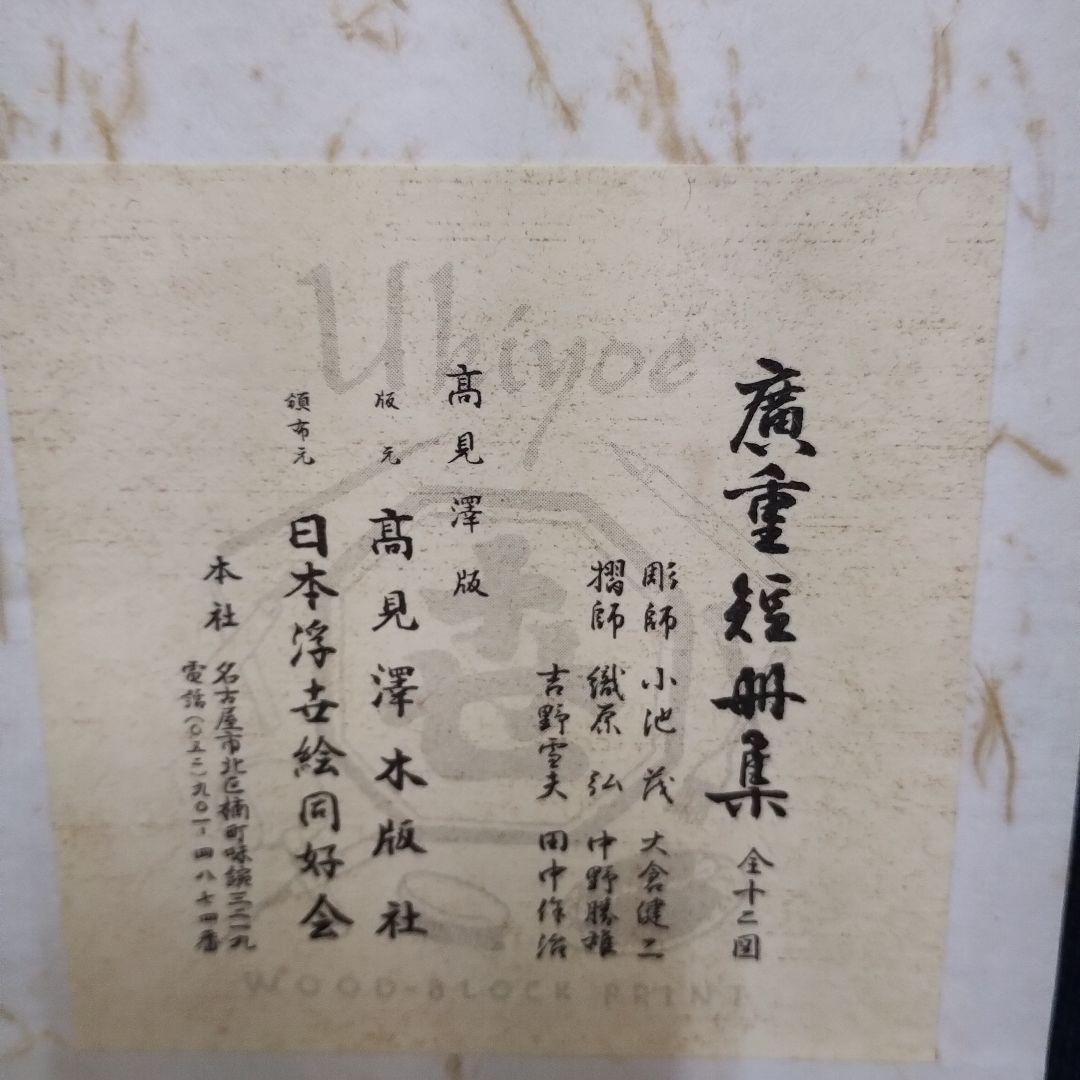 廣重短冊集 全十二図
彫師 小池茂 大倉健二
摺師 織原弘 中野勝雄
吉野雪夫 田中作治
高見澤版
版元 高見澤木版社
頒布元 日本浮世絵同好会
本社 名古屋市北区楠町味鋺三二一九
電話(〇五二)九〇一-四八七四番
Ukiyoe
WOOD-BLOCK PRINT